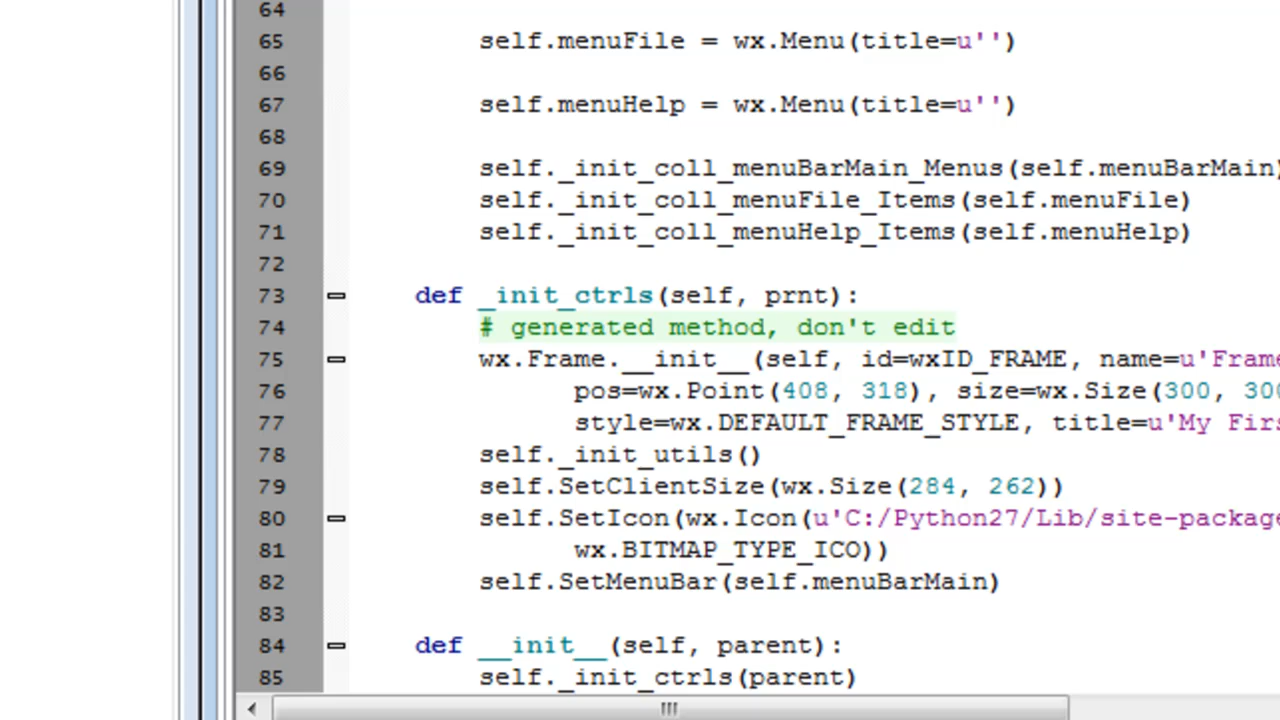 64
65 self.menuFile = wx.Menu(title=u'')
66
67 self.menuHelp = wx.Menu(title=u'')
68
69 self._init_coll_menuBarMain_Menus(self.menuBarMain)
70 self._init_coll_menuFile_Items(self.menuFile)
71 self._init_coll_menuHelp_Items(self.menuHelp)
72
73 def _init_ctrls(self, prnt):
74 # generated method, don't edit
75 wx.Frame.__init__(self, id=wxID_FRAME, name=u'Frame
76 pos=wx.Point(408, 318), size=wx.Size(300, 300
77 style=wx.DEFAULT_FRAME_STYLE, title=u'My Firs
78 self._init_utils()
79 self.SetClientSize(wx.Size(284, 262))
80 self.SetIcon(wx.Icon(u'C:/Python27/Lib/site-package
81 wx.BITMAP_TYPE_ICO))
82 self.SetMenuBar(self.menuBarMain)
83
84 def __init__(self, parent):
85 self._init_ctrls(parent)